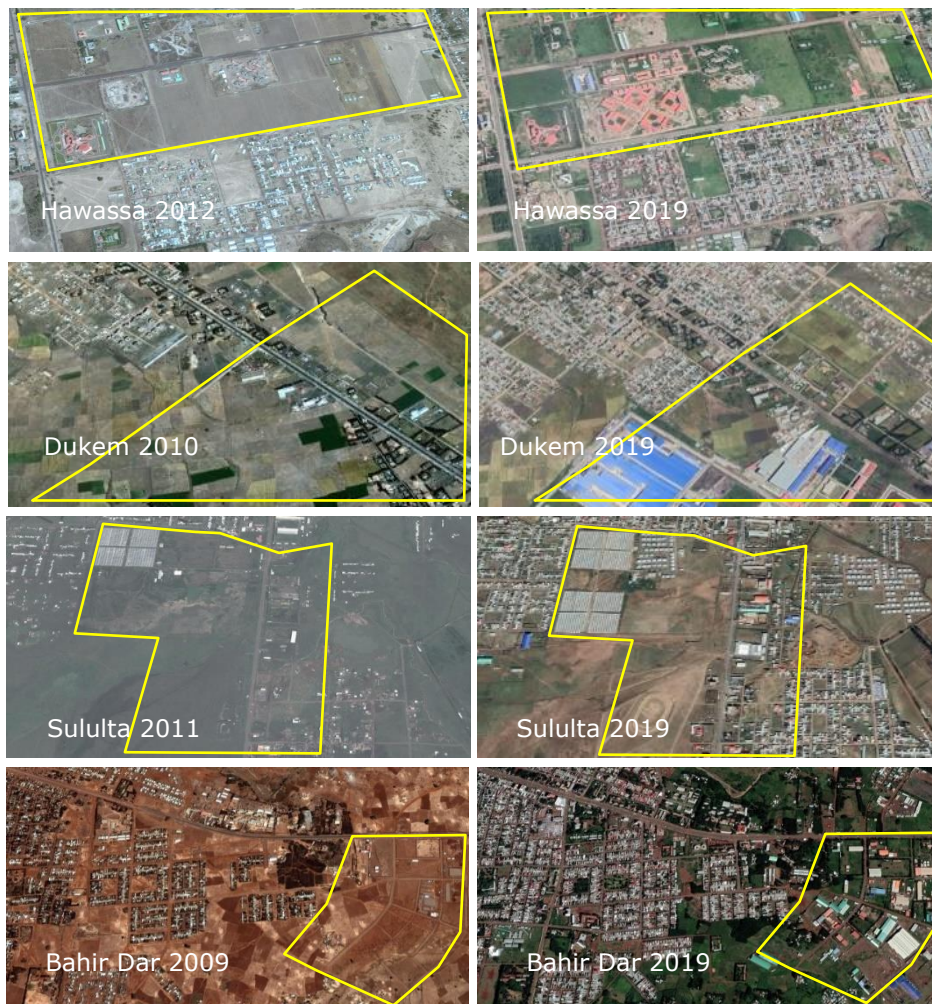 Hawassa 2012
Hawassa 2019
Dukem 2010
Dukem 2019
Sululta 2011
Sululta 2019
Bahir Dar 2009
Bahir Dar 2019